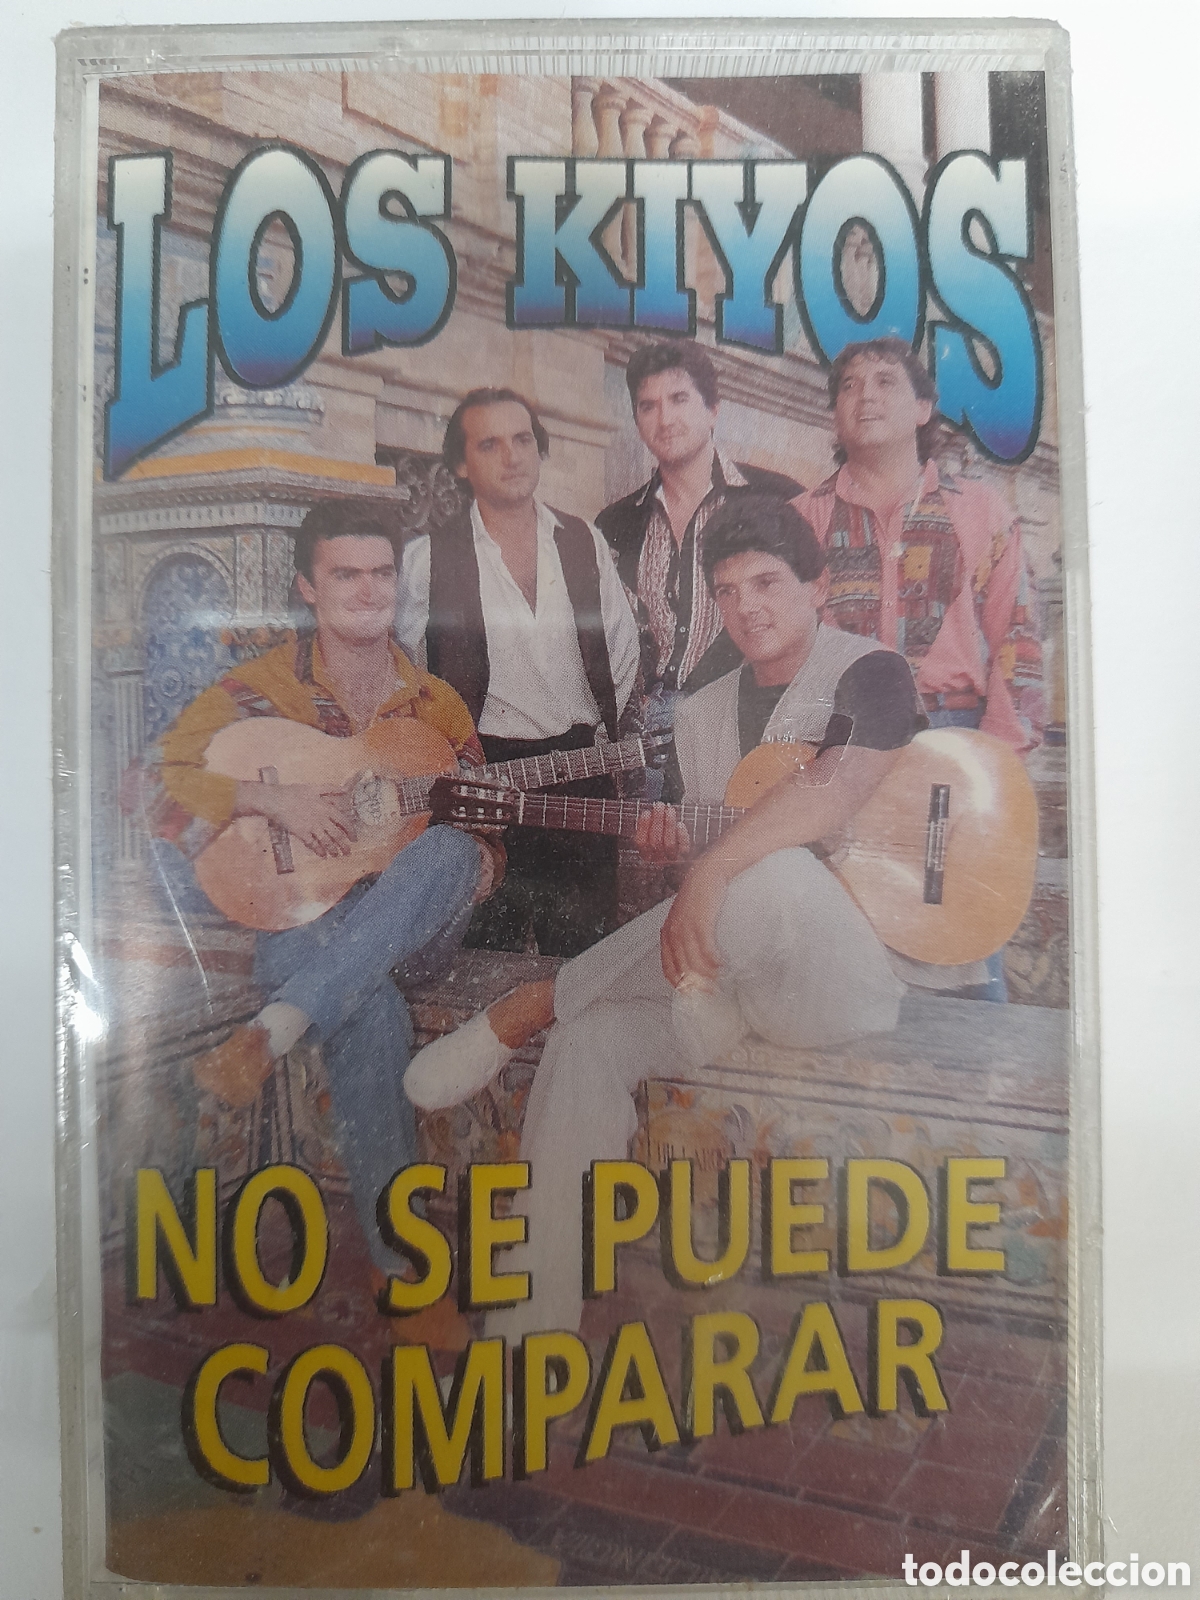 LOS KIYOS
NO SE PUEDE
COMPARAR
todocoleccion